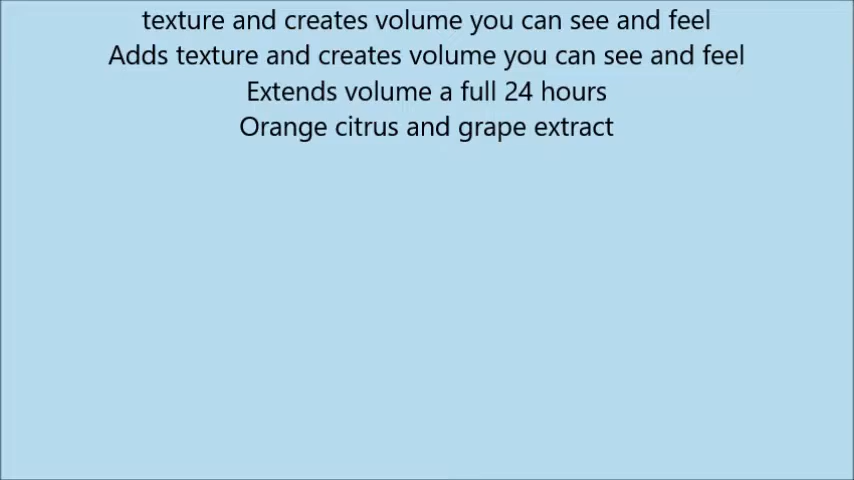 texture and creates volume you can see and feel
Adds texture and creates volume you can see and feel
Extends volume a full 24 hours
Orange citrus and grape extract